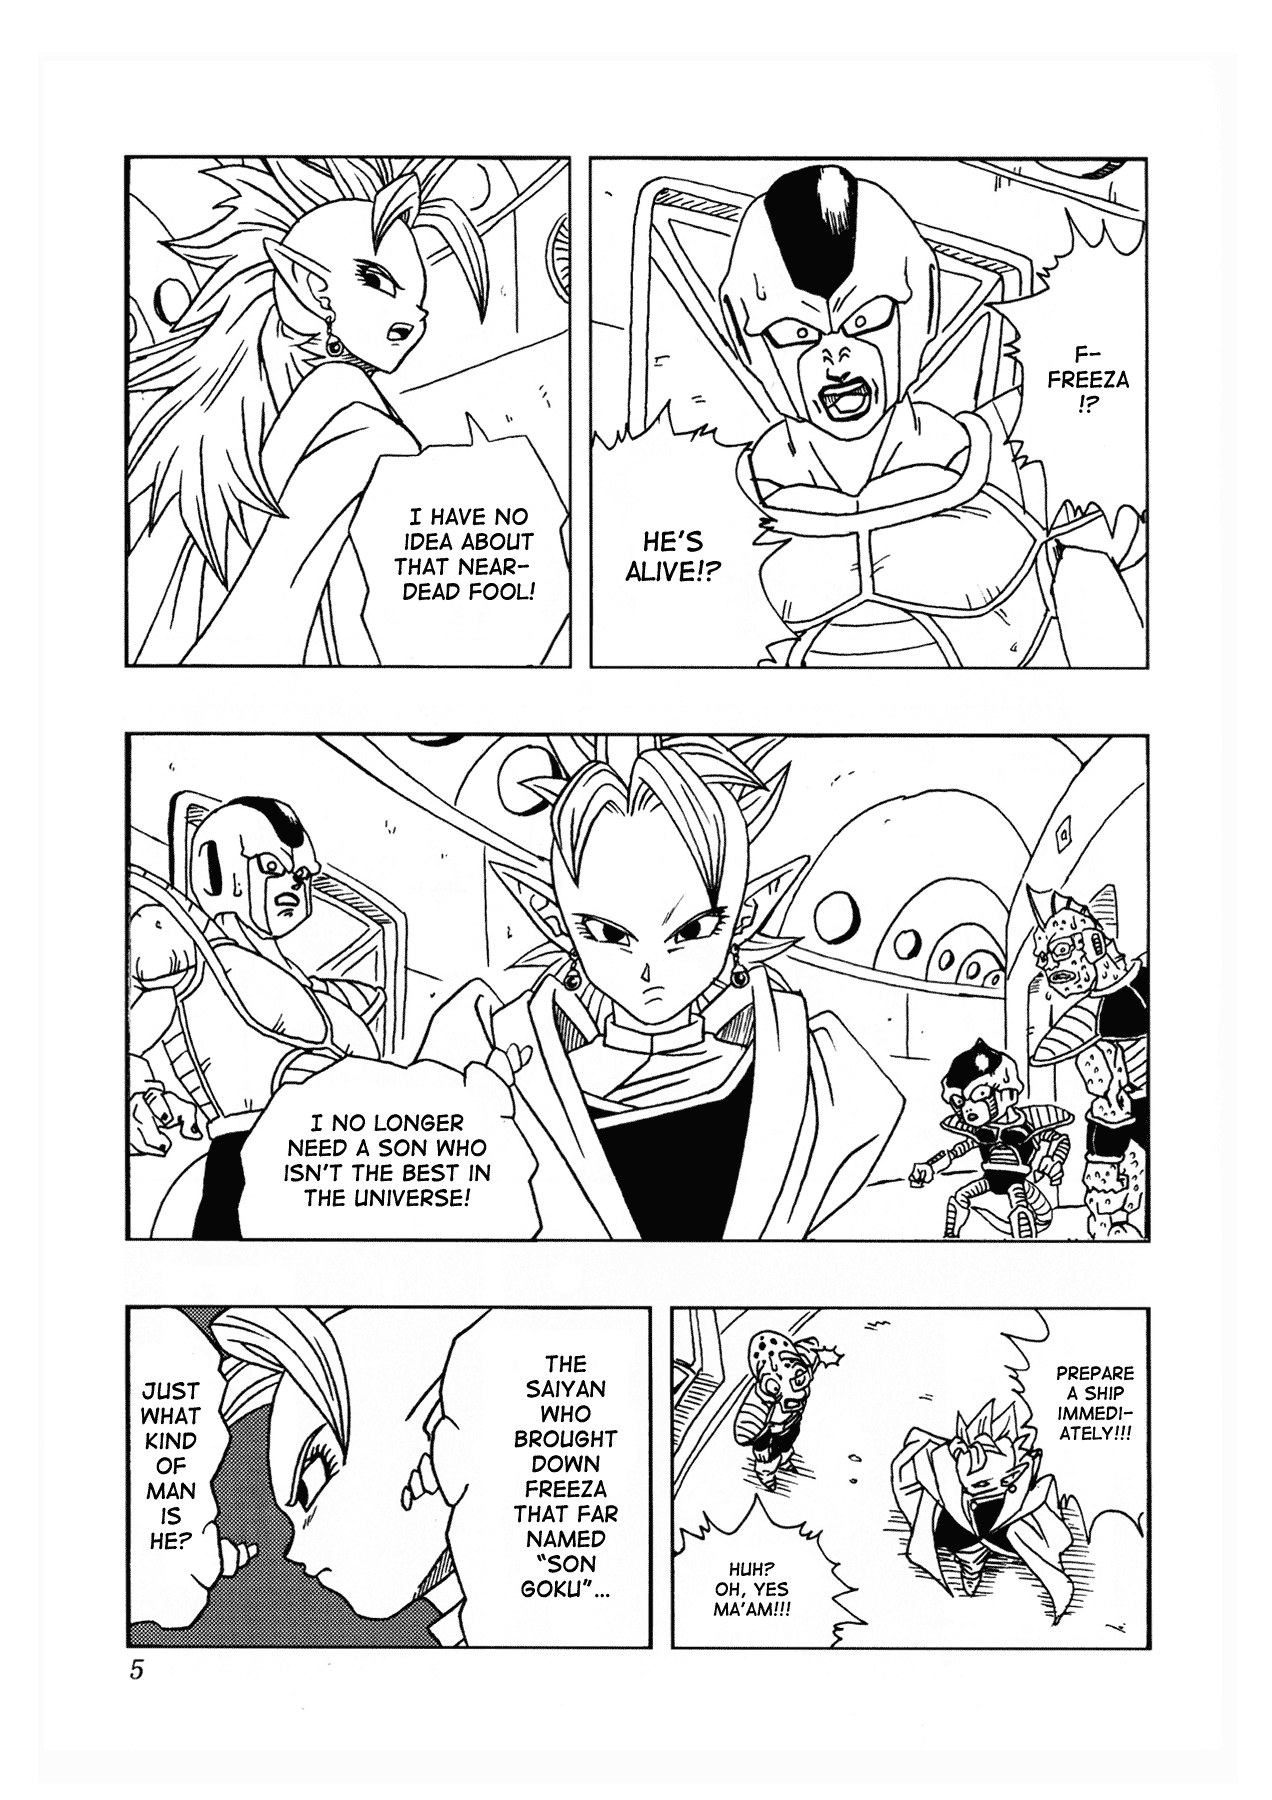 F-
FREEZA
!?
HE'S
ALIVE!?
I HAVE NO
IDEA ABOUT
THAT NEAR-
DEAD FOOL!
I NO LONGER
NEED A SON WHO
ISN'T THE BEST IN
THE UNIVERSE!
PREPARE
A SHIP
IMMEDI-
ATELY!!!
HUH?
OH, YES
MA'AM!!!
THE
SAIYAN
WHO
BROUGHT
DOWN
FREEZA
THAT FAR
NAMED
"SON
GOKU"...
JUST
WHAT
KIND
OF
MAN
IS
HE?
5